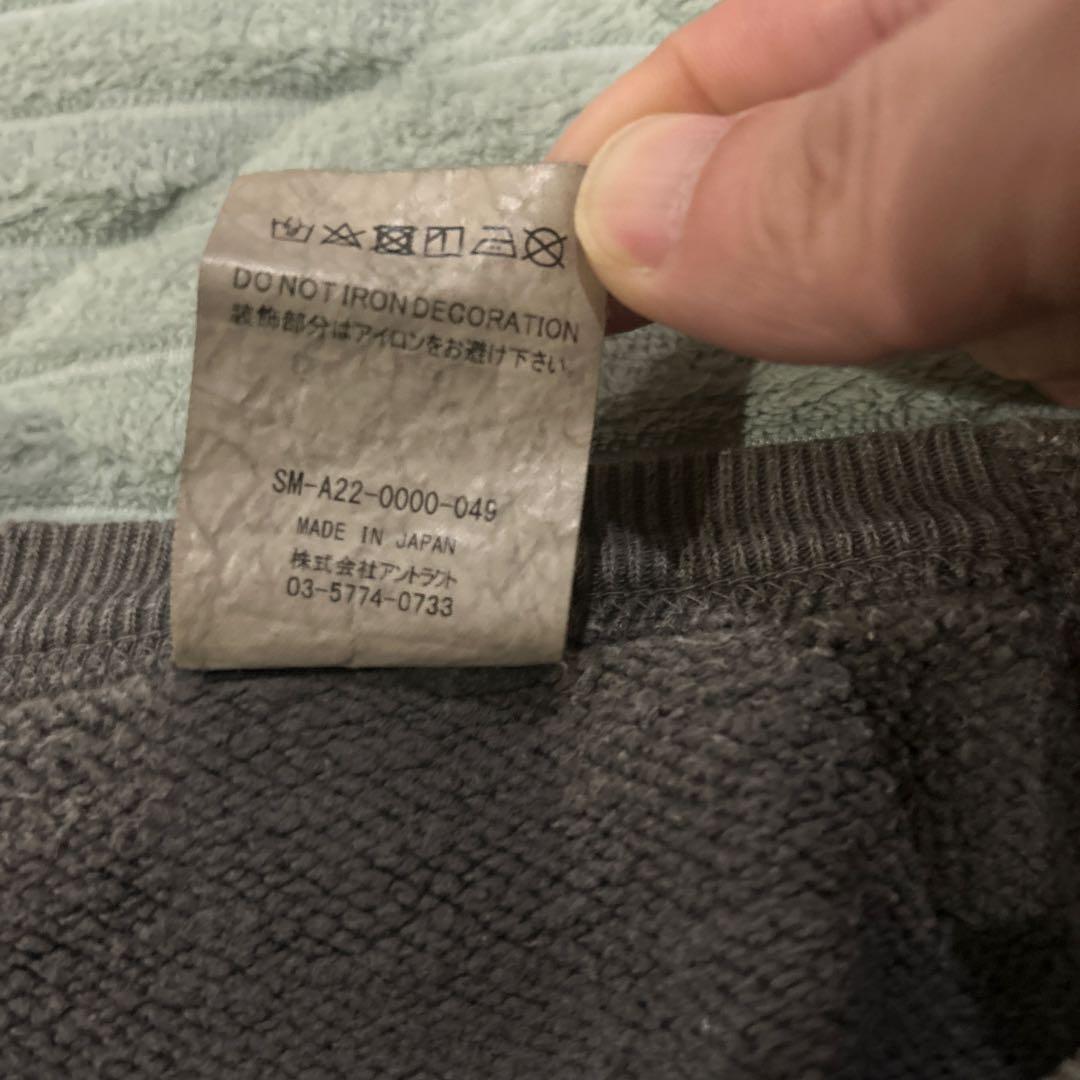 DO NOT IRON DECORATION
装飾部分はアイロンをお避け下さい。
SM-A22-0000-049
MADE IN JAPAN
株式会社アントラクト
03-5774-0733